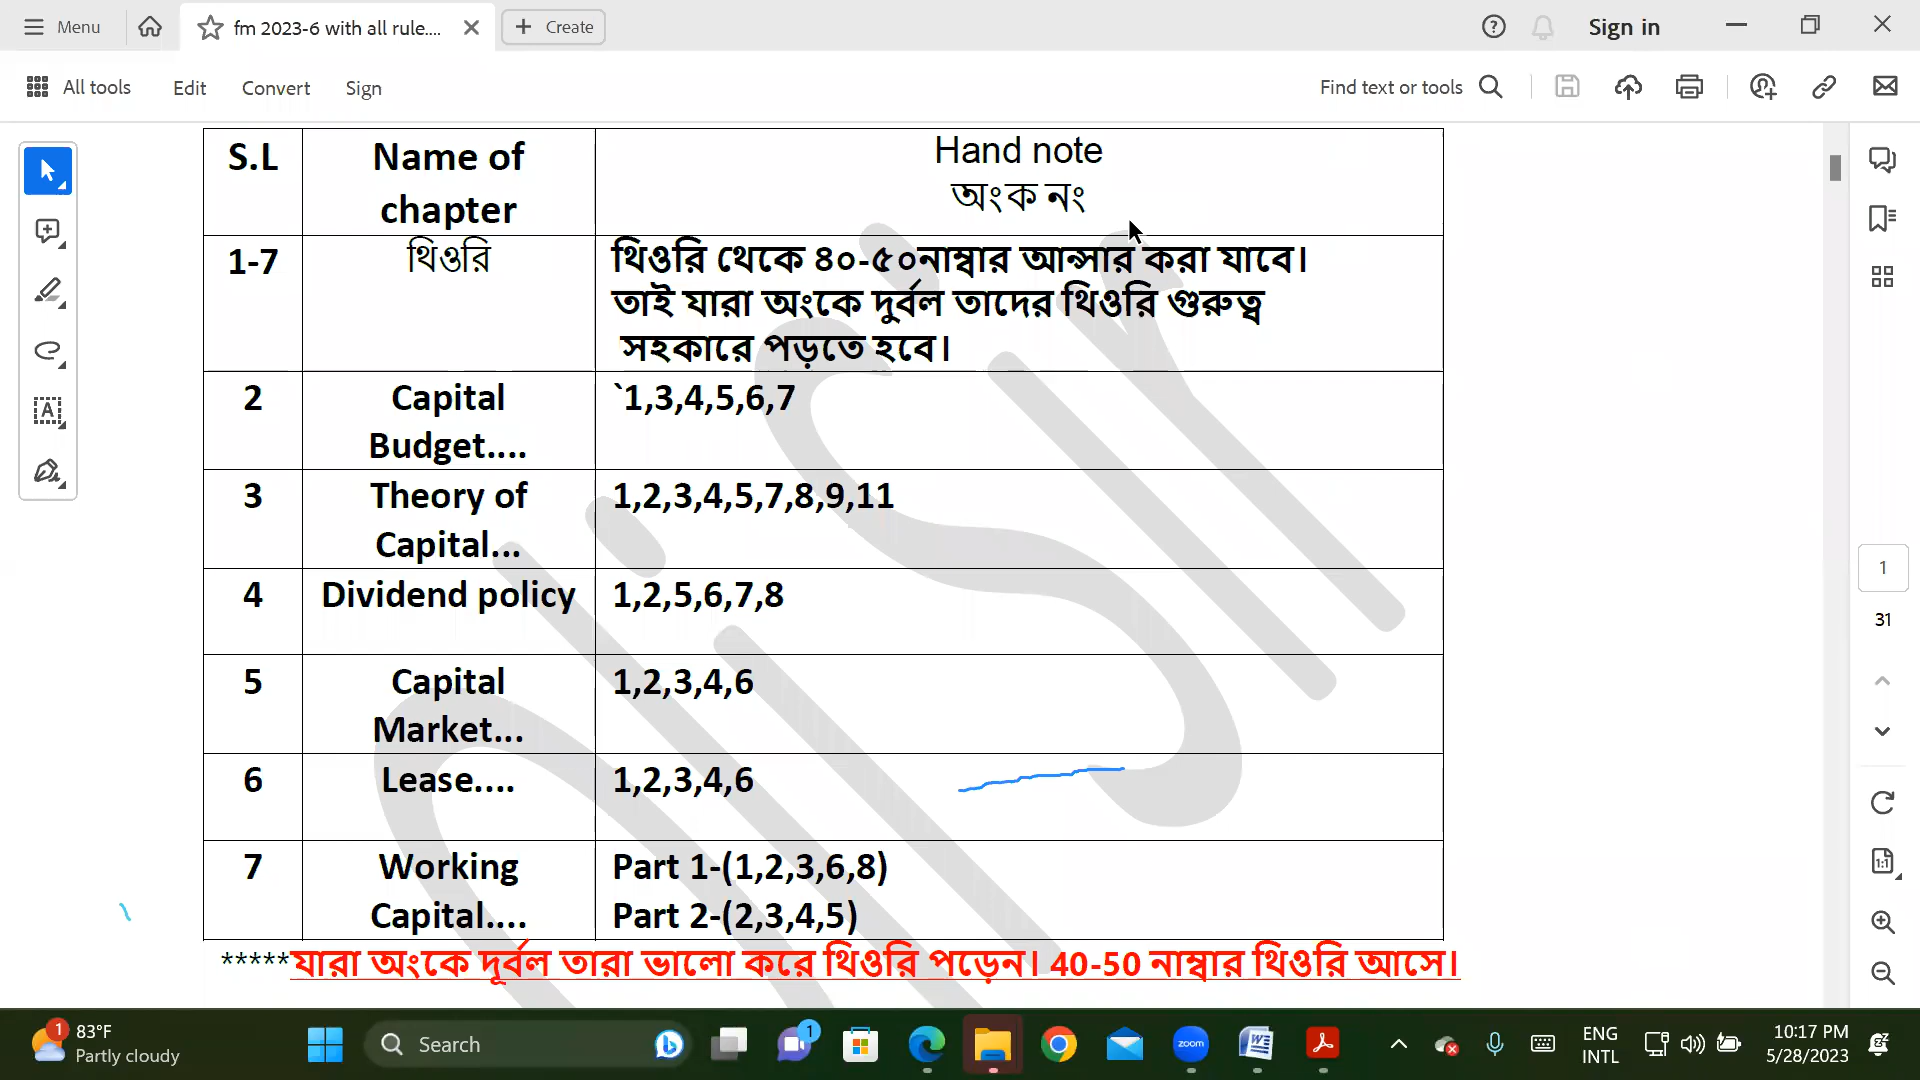 Menu
fm 2023-6 with all rule....
Create
Sign in
All tools
Edit
Convert
Sign
Find text or tools
S.L
Name of
chapter
Hand note
অংক নং
1-7
থিওরি
থিওরি থেকে ৪০-৫০নাম্বার আন্সার করা যাবে।
তাই যারা অংকে দুর্বল তাদের থিওরি গুরুত্ব
সহকারে পড়তে হবে।
2
Capital
Budget....
`1,3,4,5,6,7
3
Theory of
Capital...
1,2,3,4,5,7,8,9,11
4
Dividend policy
1,2,5,6,7,8
5
Capital
Market...
1,2,3,4,6
6
Lease....
1,2,3,4,6
7
Working
Capital....
Part 1-(1,2,3,6,8)
Part 2-(2,3,4,5)
*****যারা অংকে দূর্বল তারা ভালো করে থিওরি পড়েন। 40-50 নাম্বার থিওরি আসে।
1
31
1
83°F
Partly cloudy
Search
1
zoom
ENG
INTL
10:17 PM
5/28/2023